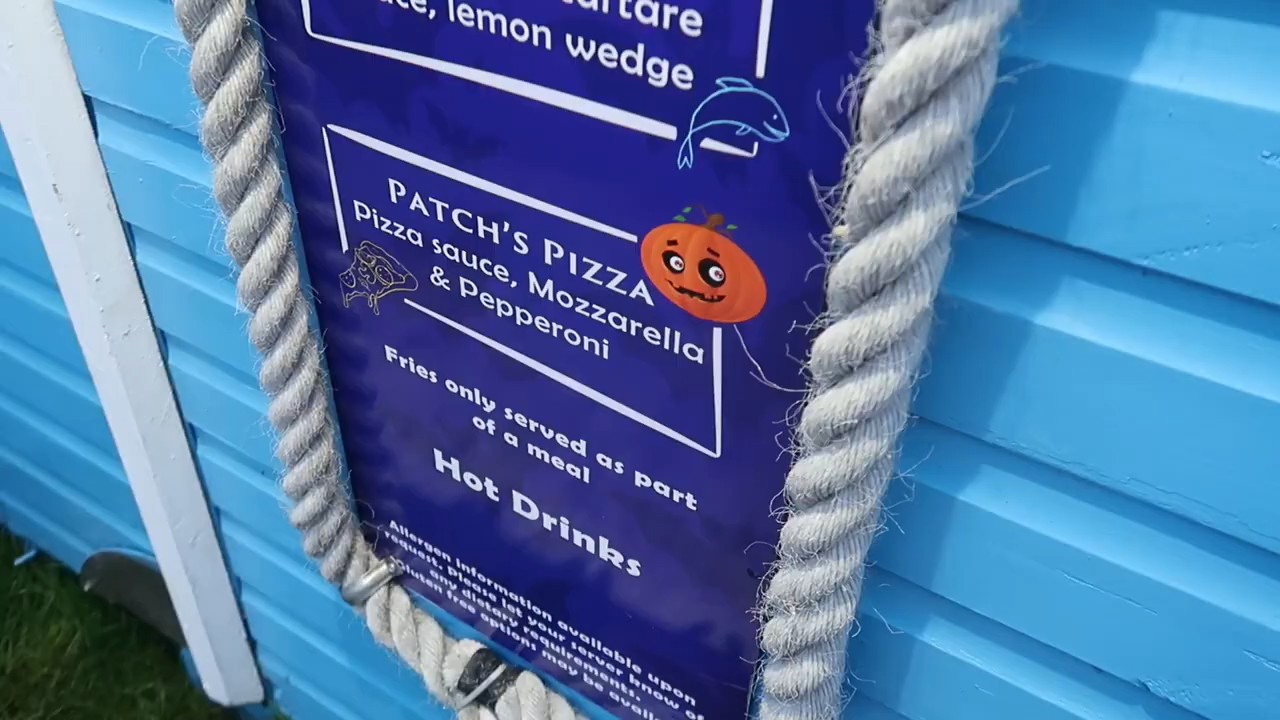 tartare
lemon wedge
PATCH'S PIZZA
Pizza sauce, Mozzarella
& Pepperoni
Fries only served as part
of a meal
Hot Drinks
Allergen information available upon
request, please let your server know of
any dietary requirements.
Gluten free options may be